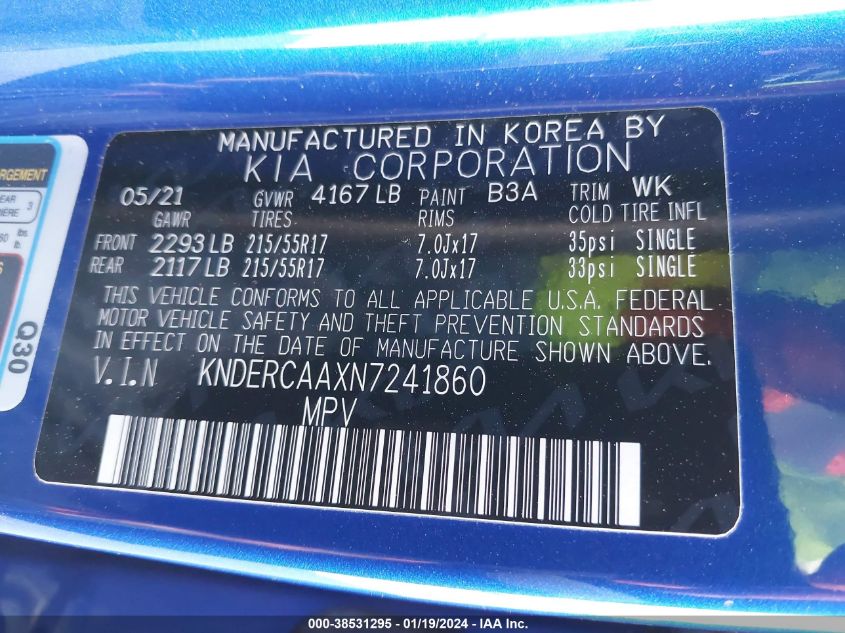 MANUFACTURED IN KOREA BY
KIA CORPORATION
05/21 GVWR 4167 LB PAINT B3A TRIM WK
GAWR TIRES RIMS COLD TIRE INFL
FRONT 2293 LB 215/55R17 7.0Jx17 35psi SINGLE
REAR 2117 LB 215/55R17 7.0Jx17 33psi SINGLE
THIS VEHICLE CONFORMS TO ALL APPLICABLE U.S.A. FEDERAL
MOTOR VEHICLE SAFETY AND THEFT PREVENTION STANDARDS
IN EFFECT ON THE DATE OF MANUFACTURE SHOWN ABOVE.
V.I.N KNDERCAAXN7241860
MPV
Q30
000-38531295 - 01/19/2024 - IAA Inc.